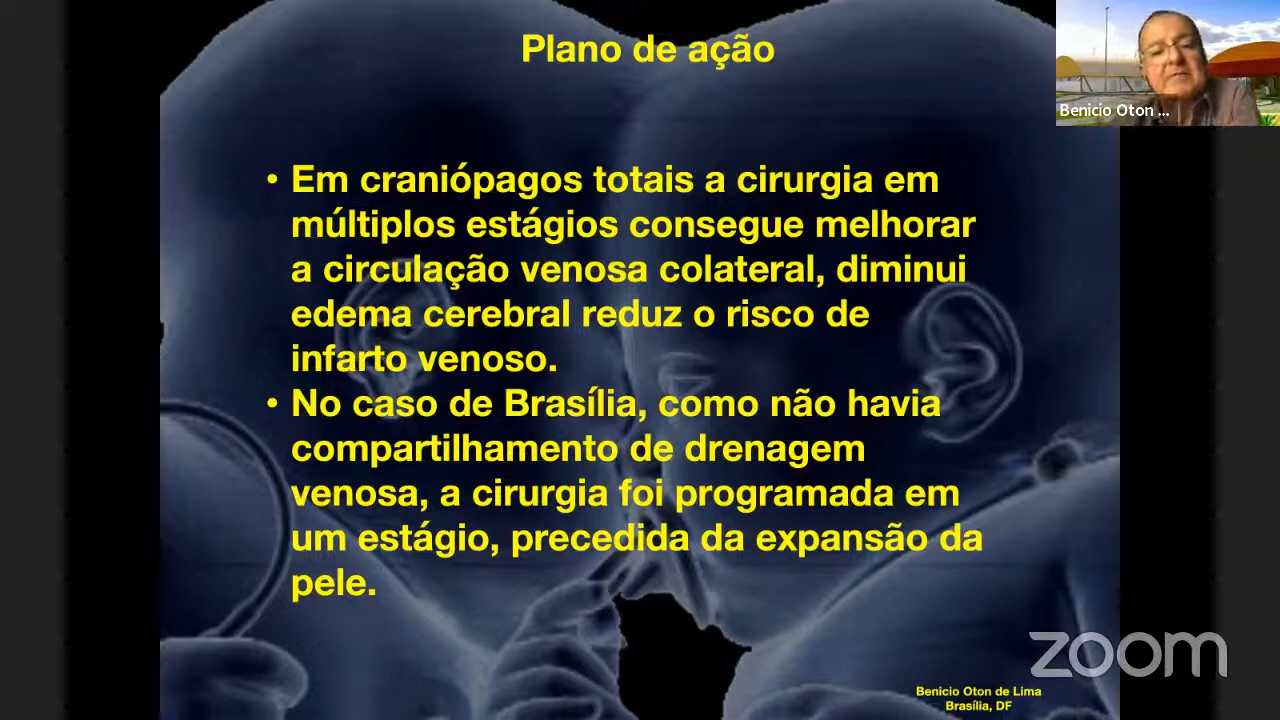 Plano de ação
Benicio Oton ...
• Em craniópagos totais a cirurgia em
múltiplos estágios consegue melhorar
a circulação venosa colateral, diminui
edema cerebral reduz o risco de
infarto venoso.
• No caso de Brasília, como não havia
compartilhamento de drenagem
venosa, a cirurgia foi programada em
um estágio, precedida da expansão da
pele.
zoom
Benicio Oton de Lima
Brasília, DF